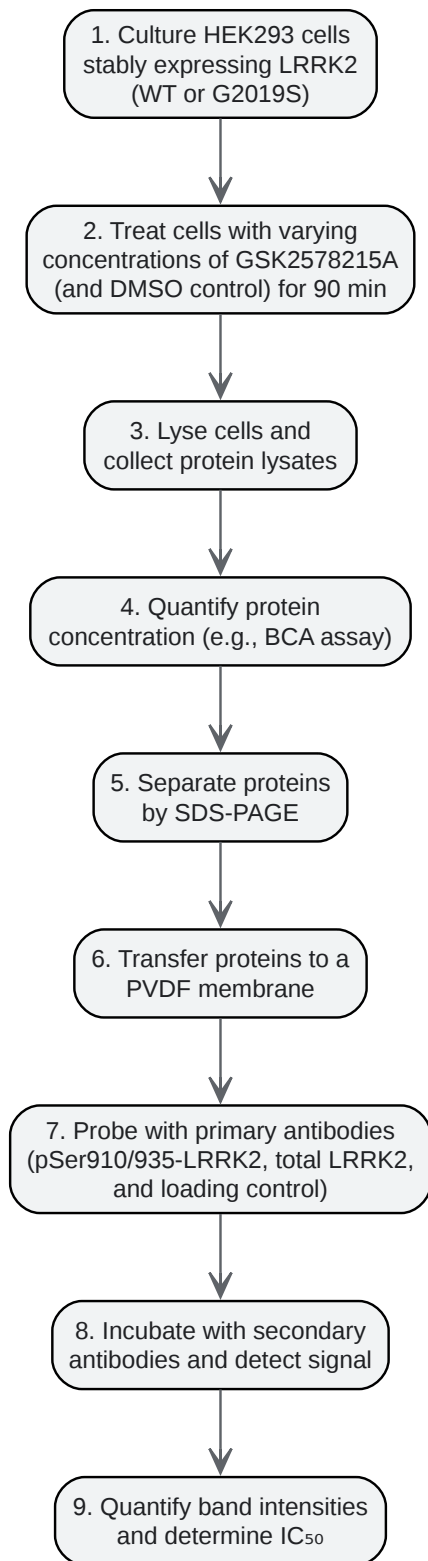 1. Culture HEK293 cells
stably expressing LRRK2
(WT or G2019S)
2. Treat cells with varying
concentrations of GSK2578215A
(and DMSO control) for 90 min
3. Lyse cells and
collect protein lysates
4. Quantify protein
concentration (e.g., BCA assay)
5. Separate proteins
by SDS-PAGE
6. Transfer proteins to a
PVDF membrane
7. Probe with primary antibodies
(pSer910/935-LRRK2, total LRRK2,
and loading control)
8. Incubate with secondary
antibodies and detect signal
9. Quantify band intensities
and determine IC₅₀